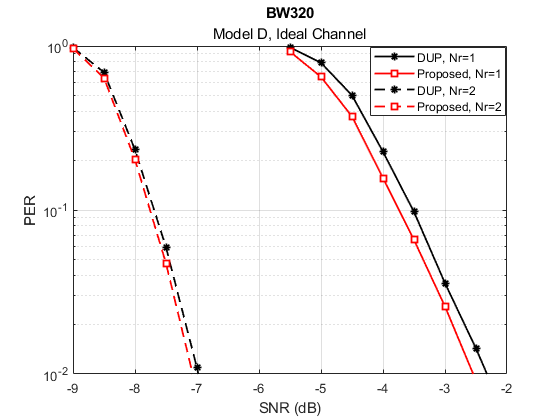 BW320
Model D, Ideal Channel
DUP, Nr=1
Proposed, Nr=1
DUP, Nr=2
Proposed, Nr=2
10^0
10^-1
10^-2
PER
-9 -8 -7 -6 -5 -4 -3 -2
SNR (dB)